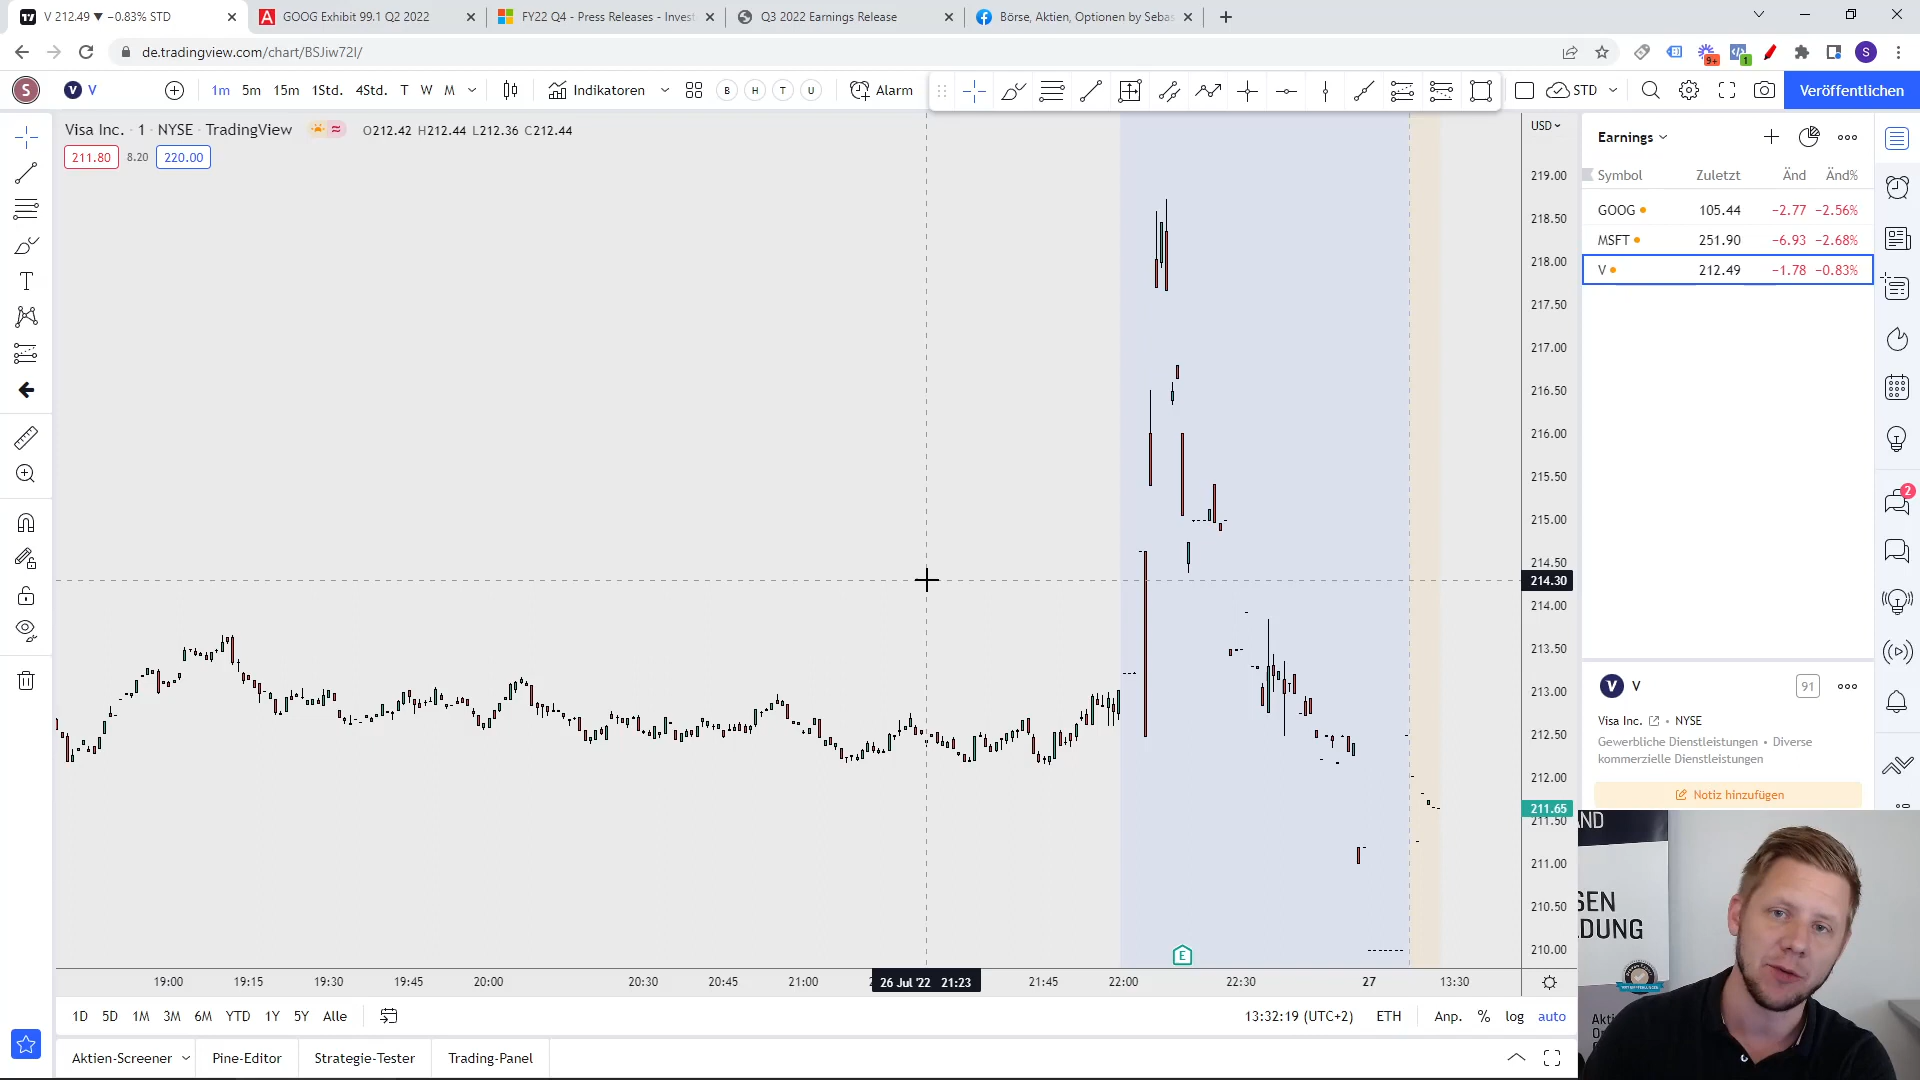 V 212.49 ▼ −0.83% STD
GOOG Exhibit 99.1 Q2 2022
FY22 Q4 - Press Releases - Invest
Q3 2022 Earnings Release
Börse, Aktien, Optionen by Sebas
de.tradingview.com/chart/BSJiw72I/
9+
1
S
S
V V
1m 5m 15m 1Std. 4Std. T W M
Indikatoren
B H T U
Alarm
STD
Veröffentlichen
Visa Inc. · 1 · NYSE · TradingView
O212.42 H212.44 L212.36 C212.44
211.80 8.20 220.00
USD
219.00
218.50
218.00
217.50
217.00
216.50
216.00
215.50
215.00
214.50
214.30
214.00
213.50
213.00
212.50
212.00
211.65
211.50
211.00
210.50
210.00
E
19:00 19:15 19:30 19:45 20:00 20:30 20:45 21:00 26 Jul '22 21:23 21:45 22:00 22:30 27 13:30
1D 5D 1M 3M 6M YTD 1Y 5Y Alle
13:32:19 (UTC+2) ETH Anp. % log auto
Aktien-Screener Pine-Editor Strategie-Tester Trading-Panel
Earnings
Symbol Zuletzt Änd Änd%
GOOG 105.44 −2.77 −2.56%
MSFT 251.90 −6.93 −2.68%
V 212.49 −1.78 −0.83%
2
V V 91
Visa Inc. • NYSE
Gewerbliche Dienstleistungen • Diverse
kommerzielle Dienstleistungen
Notiz hinzufügen
AND
SEN
LDUNG
Akti